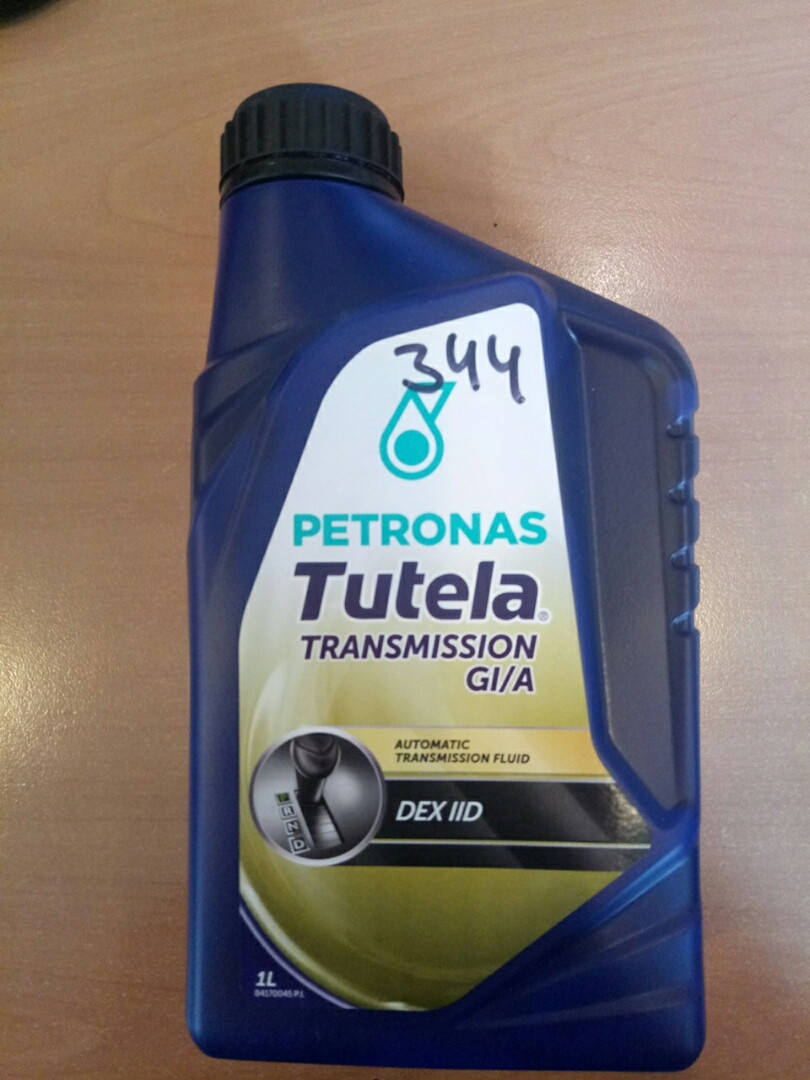 344
PETRONAS
Tutela®
TRANSMISSION
GI/A
AUTOMATIC
TRANSMISSION FLUID
DEX IID
R
N
D
1L